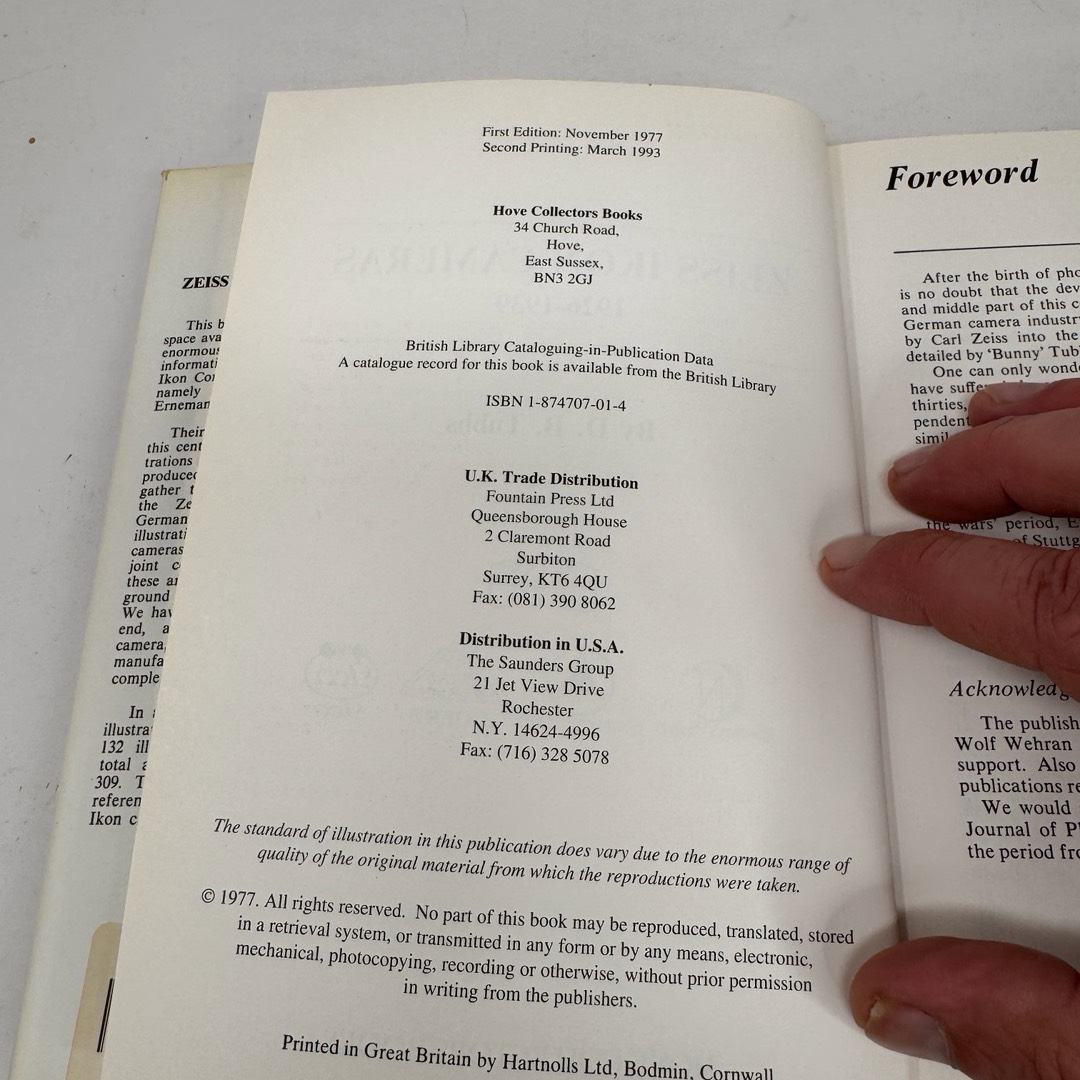 ZEISS
This b
space ava
enormous
informati
Ikon Co
namely
Erneman
Their
this cent
trations
produced
gather t
the Ze
German
illustrati
cameras
joint c
these a
ground
We hav
end, a
camera,
manufa
comple
In
illustra
132 ill
total a
309. T
referen
Ikon c
First Edition: November 1977
Second Printing: March 1993
Hove Collectors Books
34 Church Road,
Hove,
East Sussex,
BN3 2GJ
British Library Cataloguing-in-Publication Data
A catalogue record for this book is available from the British Library
ISBN 1-874707-01-4
U.K. Trade Distribution
Fountain Press Ltd
Queensborough House
2 Claremont Road
Surbiton
Surrey, KT6 4QU
Fax: (081) 390 8062
Distribution in U.S.A.
The Saunders Group
21 Jet View Drive
Rochester
N.Y. 14624-4996
Fax: (716) 328 5078
The standard of illustration in this publication does vary due to the enormous range of
quality of the original material from which the reproductions were taken.
© 1977. All rights reserved. No part of this book may be reproduced, translated, stored
in a retrieval system, or transmitted in any form or by any means, electronic,
mechanical, photocopying, recording or otherwise, without prior permission
in writing from the publishers.
Printed in Great Britain by Hartnolls Ltd, Bodmin, Cornwall
Foreword
After the birth of pho
is no doubt that the dev
and middle part of this c
German camera industr
by Carl Zeiss into the
detailed by 'Bunny' Tub
One can only wond
have suffe
thirties,
pendent
simil
the wars' period, E
of Stuttg
Acknowledg
The publish
Wolf Wehran
support. Also
publications re
We would
Journal of P
the period fro